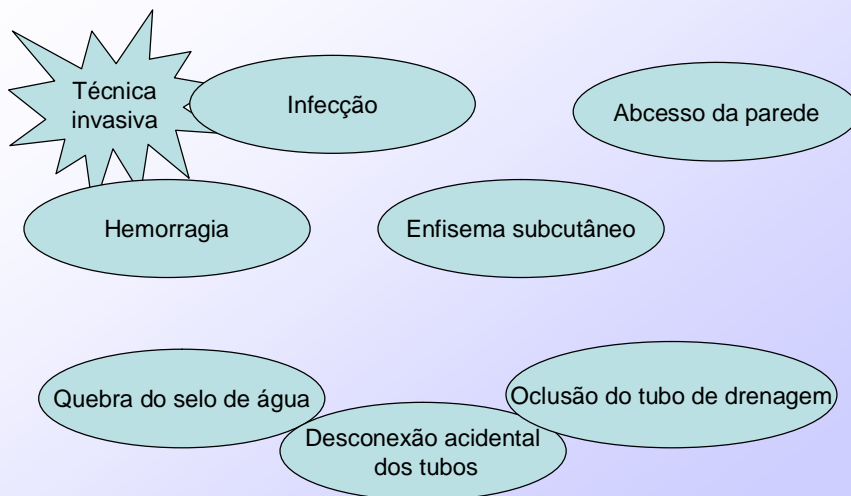 Técnica
invasiva
Infecção
Abcesso da parede
Hemorragia
Enfisema subcutâneo
Quebra do selo de água
Oclusão do tubo de drenagem
Desconexão acidental
dos tubos